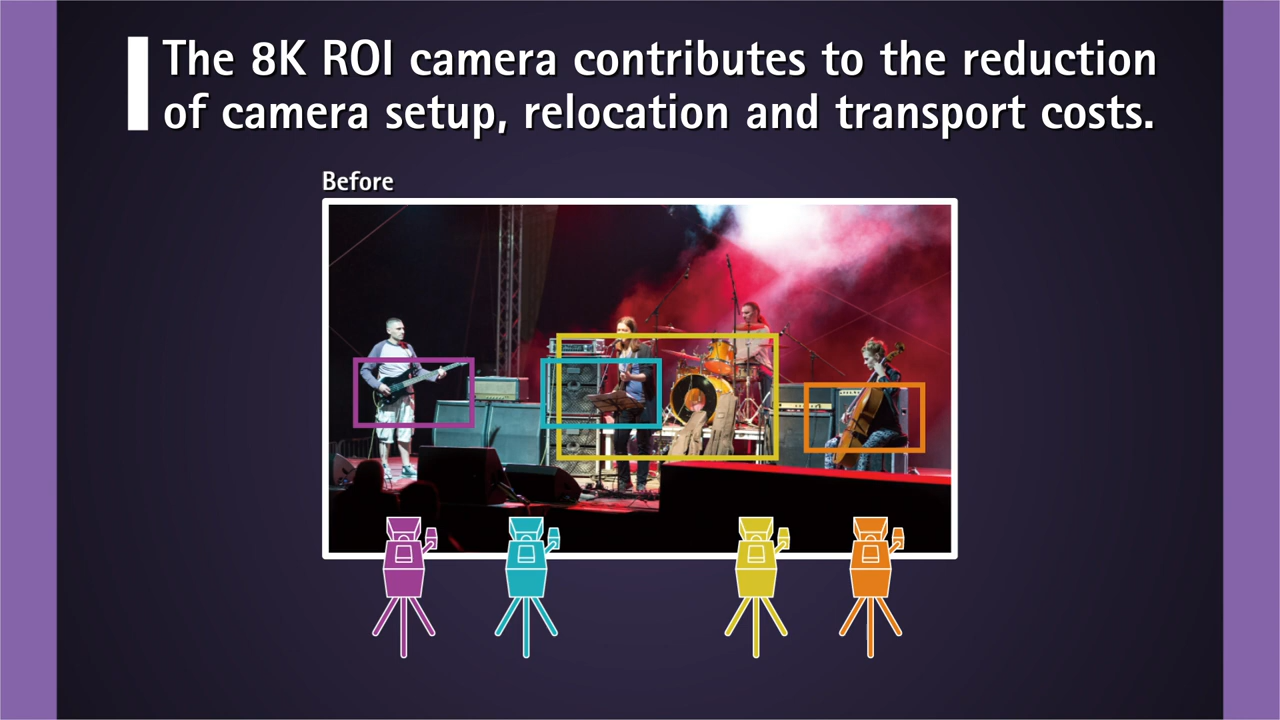 The 8K ROI camera contributes to the reduction
of camera setup, relocation and transport costs.
Before